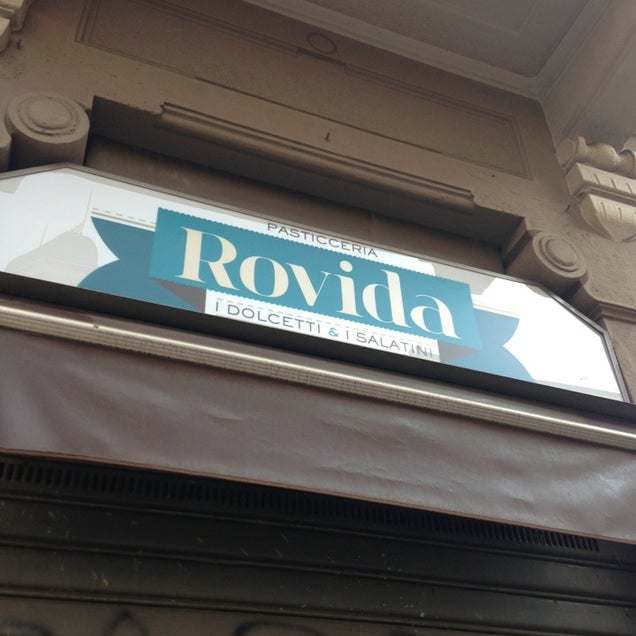 PASTICCERIA
Rovida
I DOLCETTI & I SALATINI